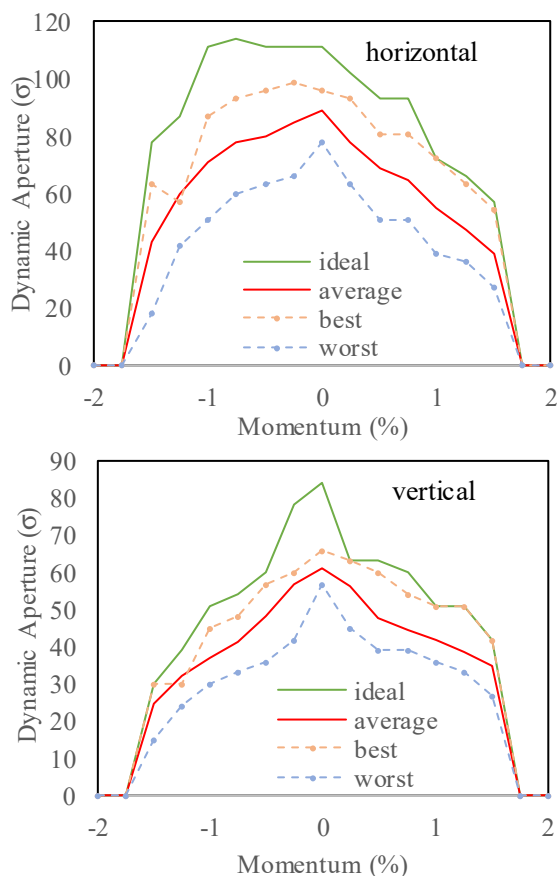 120
horizontal
100
80
60
40
20
0
Dynamic Aperture (σ)
ideal
average
best
worst
-2 -1 0 1 2
Momentum (%)
90
vertical
80
70
60
50
40
30
20
10
0
Dynamic Aperture (σ)
ideal
average
best
worst
-2 -1 0 1 2
Momentum (%)